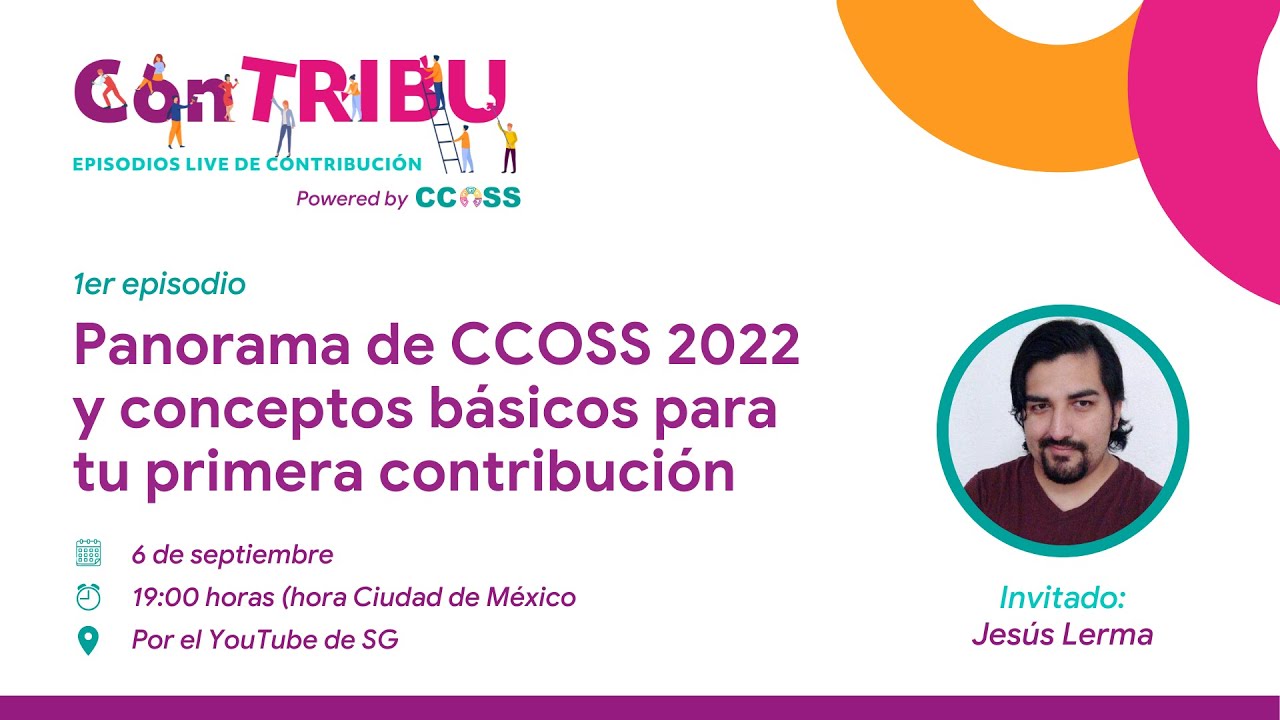 ConTRIBU
EPISODIOS LIVE DE CONTRIBUCIÓN
Powered by CCOSS
1er episodio
Panorama de CCOSS 2022
y conceptos básicos para
tu primera contribución
6 de septiembre
19:00 horas (hora Ciudad de México
Por el YouTube de SG
Invitado:
Jesús Lerma